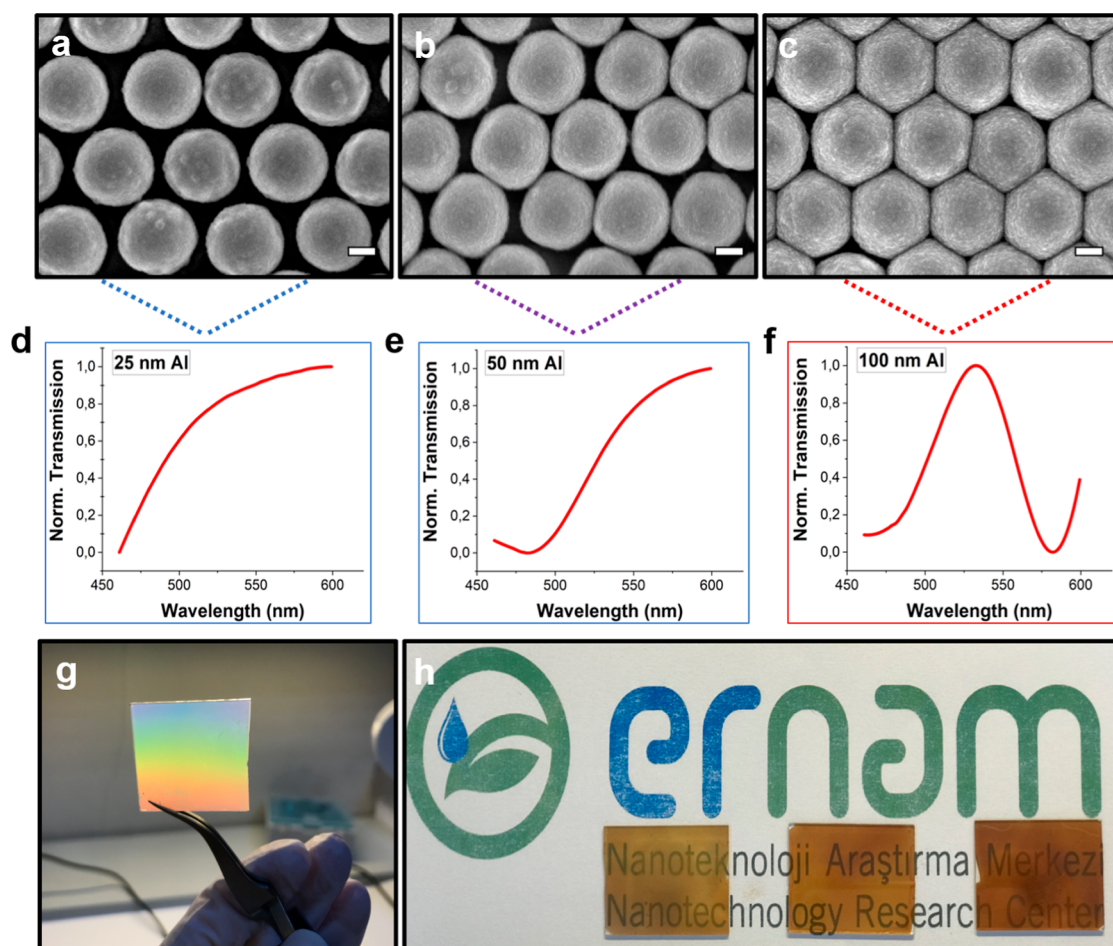 a
b
c
d
25 nm Al
1,0
0,8
0,6
0,4
0,2
0,0
Norm. Transmission
450
500
550
600
Wavelength (nm)
e
50 nm Al
1,0
0,8
0,6
0,4
0,2
0,0
Norm. Transmission
450
500
550
600
Wavelength (nm)
f
100 nm Al
1,0
0,8
0,6
0,4
0,2
0,0
Norm. Transmission
450
500
550
600
Wavelength (nm)
g
h
ernam
Nanoteknoloji Araştırma Merkezi
Nanotechnology Research Center